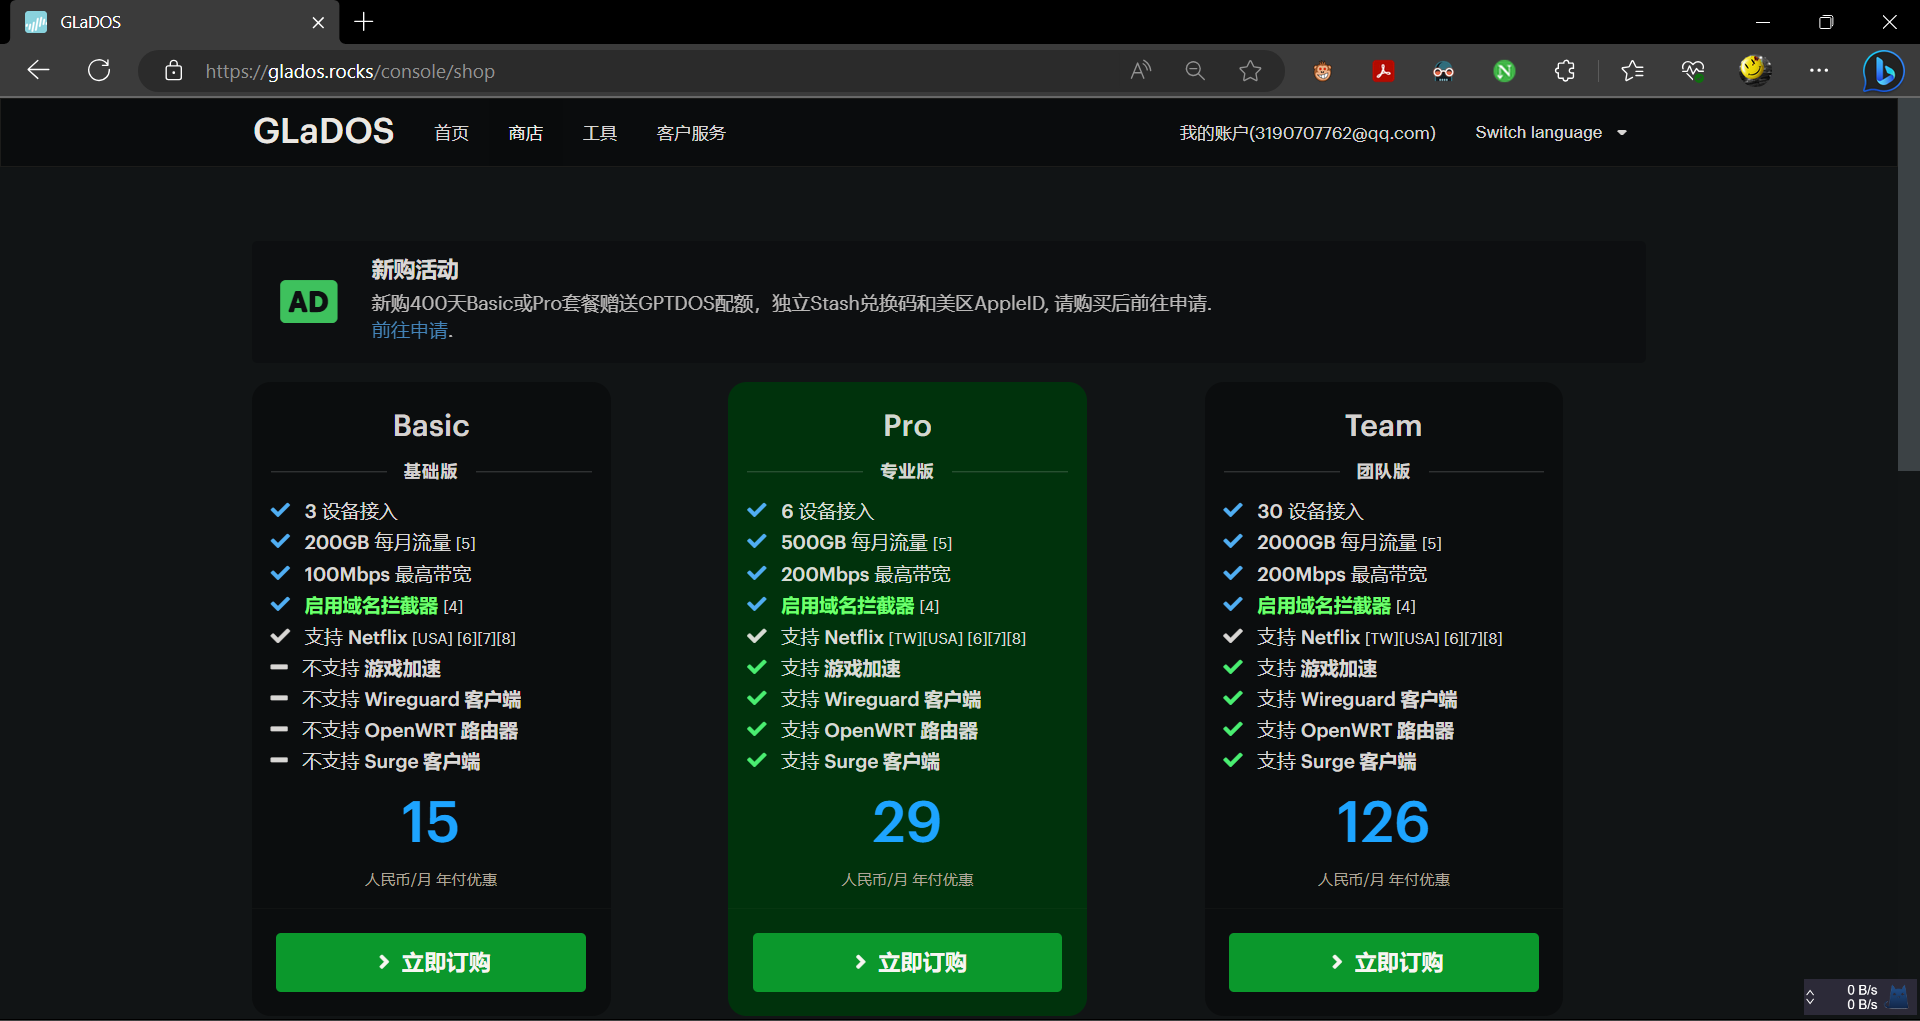 GLaDOS
https://glados.rocks/console/shop
GLaDOS 首页 商店 工具 客户服务 我的账户(3190707762@qq.com) Switch language
AD
新购活动
新购400天Basic或Pro套餐赠送GPTDOS配额，独立Stash兑换码和美区AppleID, 请购买后前往申请.
前往申请.
Basic
基础版
3 设备接入
200GB 每月流量 [5]
100Mbps 最高带宽
启用域名拦截器 [4]
支持 Netflix [USA] [6][7][8]
不支持 游戏加速
不支持 Wireguard 客户端
不支持 OpenWRT 路由器
不支持 Surge 客户端
15
人民币/月 年付优惠
立即订购
Pro
专业版
6 设备接入
500GB 每月流量 [5]
200Mbps 最高带宽
启用域名拦截器 [4]
支持 Netflix [TW][USA] [6][7][8]
支持 游戏加速
支持 Wireguard 客户端
支持 OpenWRT 路由器
支持 Surge 客户端
29
人民币/月 年付优惠
立即订购
Team
团队版
30 设备接入
2000GB 每月流量 [5]
200Mbps 最高带宽
启用域名拦截器 [4]
支持 Netflix [TW][USA] [6][7][8]
支持 游戏加速
支持 Wireguard 客户端
支持 OpenWRT 路由器
支持 Surge 客户端
126
人民币/月 年付优惠
立即订购
0 B/s
0 B/s